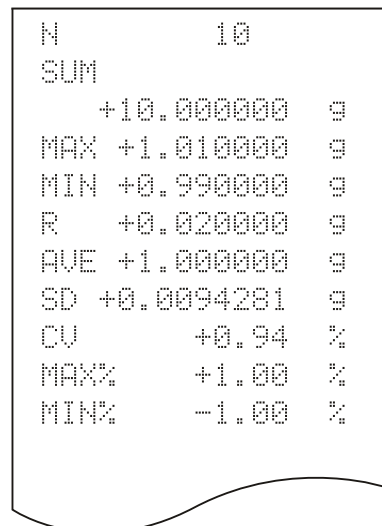 N 10
SUM
+10.000000 g
MAX +1.010000 g
MIN +0.990000 g
R +0.020000 g
AVE +1.000000 g
SD +0.0094281 g
CV +0.94 %
MAX% +1.00 %
MIN% -1.00 %